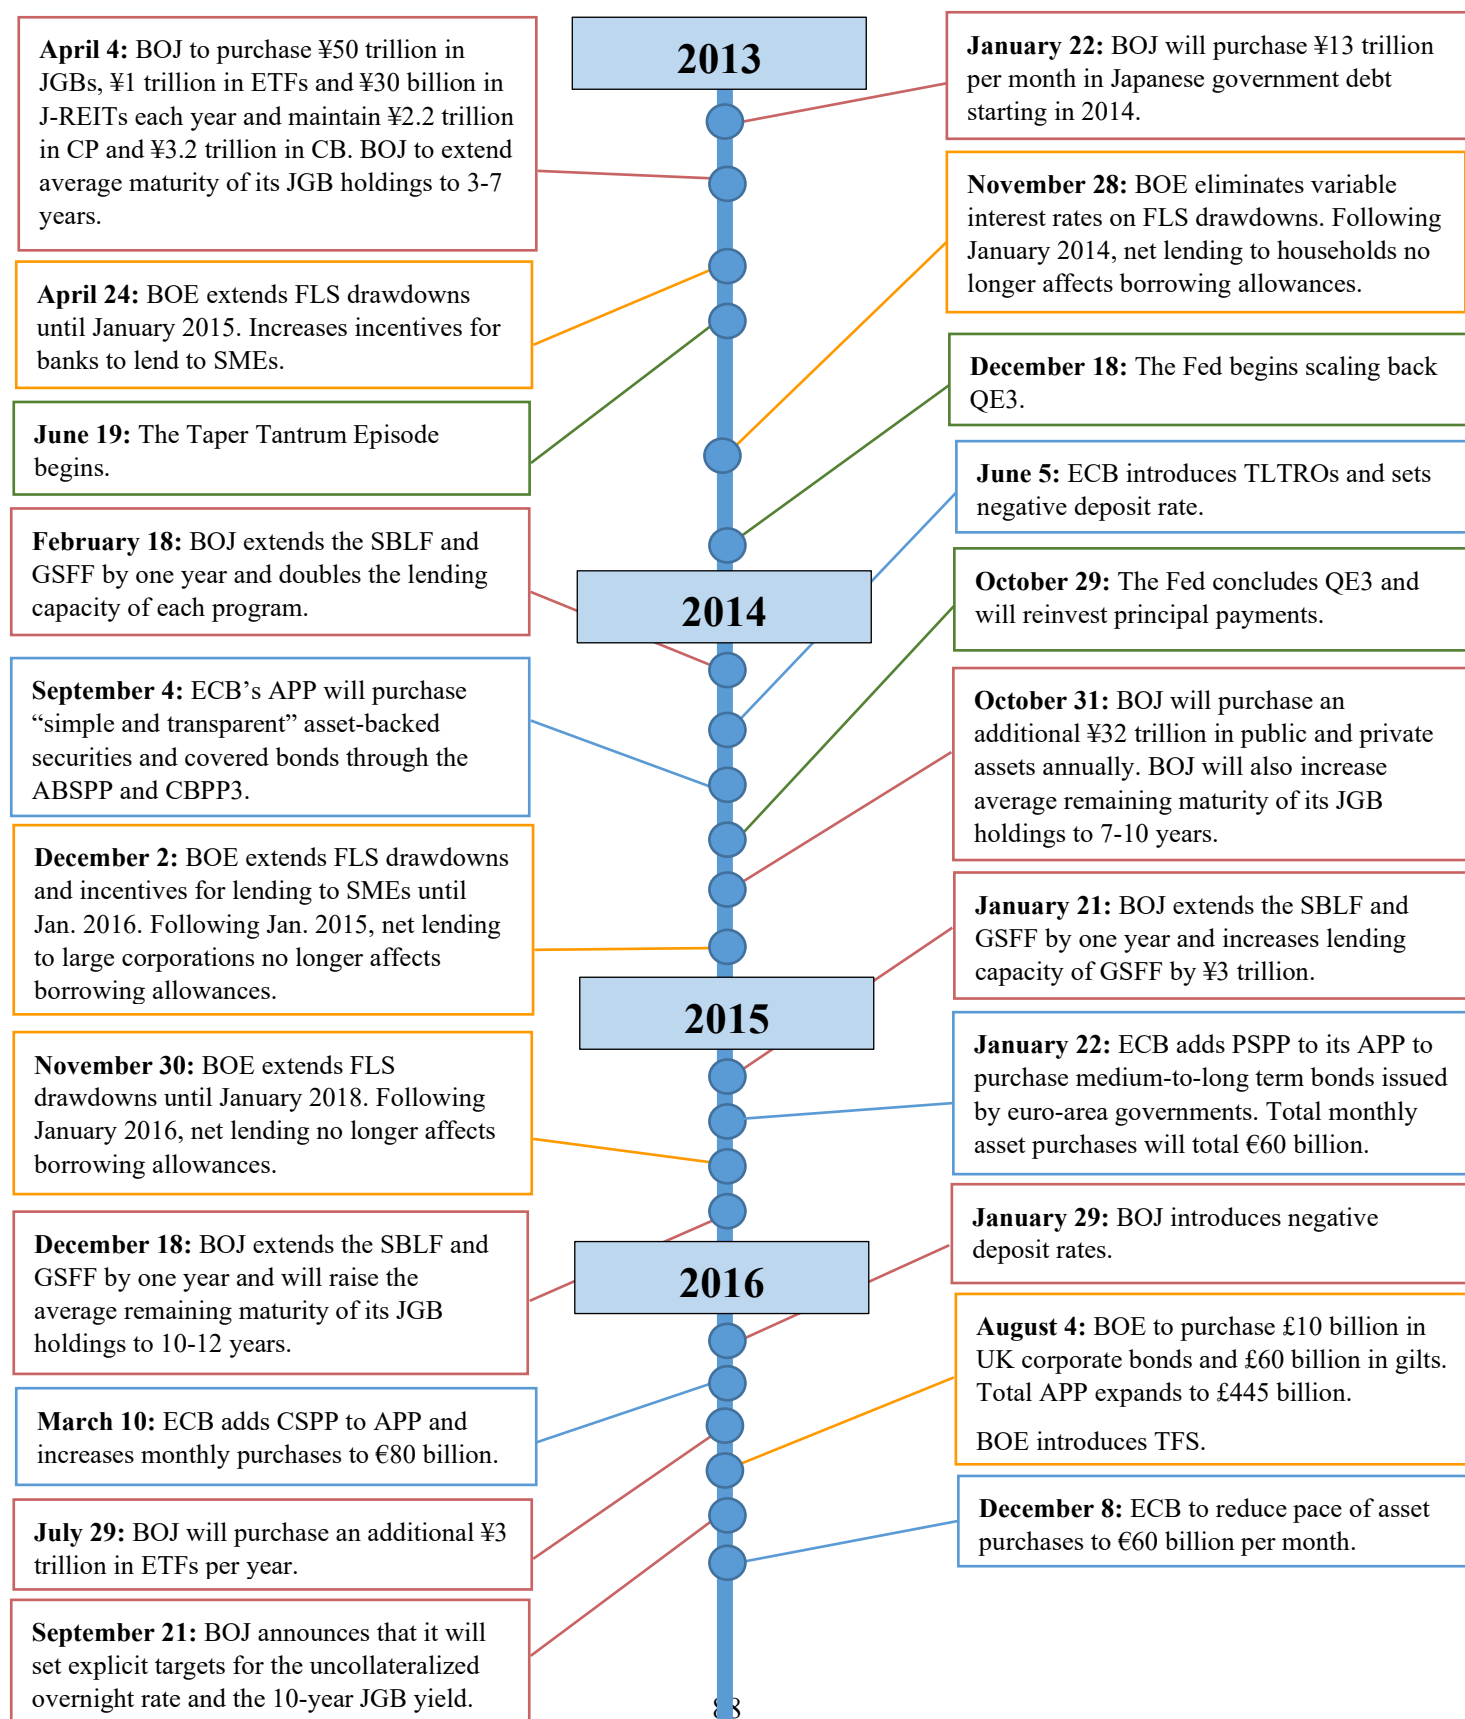 2013
January 22: BOJ will purchase ¥13 trillion
per month in Japanese government debt
starting in 2014.
April 4: BOJ to purchase ¥50 trillion in
JGBs, ¥1 trillion in ETFs and ¥30 billion in
J-REITs each year and maintain ¥2.2 trillion
in CP and ¥3.2 trillion in CB. BOJ to extend
average maturity of its JGB holdings to 3-7
years.
April 24: BOE extends FLS drawdowns
until January 2015. Increases incentives for
banks to lend to SMEs.
June 19: The Taper Tantrum Episode
begins.
November 28: BOE eliminates variable
interest rates on FLS drawdowns. Following
January 2014, net lending to households no
longer affects borrowing allowances.
December 18: The Fed begins scaling back
QE3.
2014
February 18: BOJ extends the SBLF and
GSFF by one year and doubles the lending
capacity of each program.
June 5: ECB introduces TLTROs and sets
negative deposit rate.
September 4: ECB’s APP will purchase
“simple and transparent” asset-backed
securities and covered bonds through the
ABSPP and CBPP3.
October 29: The Fed concludes QE3 and
will reinvest principal payments.
October 31: BOJ will purchase an
additional ¥32 trillion in public and private
assets annually. BOJ will also increase
average remaining maturity of its JGB
holdings to 7-10 years.
December 2: BOE extends FLS drawdowns
and incentives for lending to SMEs until
Jan. 2016. Following Jan. 2015, net lending
to large corporations no longer affects
borrowing allowances.
2015
January 21: BOJ extends the SBLF and
GSFF by one year and increases lending
capacity of GSFF by ¥3 trillion.
January 22: ECB adds PSPP to its APP to
purchase medium-to-long term bonds issued
by euro-area governments. Total monthly
asset purchases will total €60 billion.
November 30: BOE extends FLS
drawdowns until January 2018. Following
January 2016, net lending no longer affects
borrowing allowances.
December 18: BOJ extends the SBLF and
GSFF by one year and will raise the
average remaining maturity of its JGB
holdings to 10-12 years.
2016
January 29: BOJ introduces negative
deposit rates.
March 10: ECB adds CSPP to APP and
increases monthly purchases to €80 billion.
July 29: BOJ will purchase an additional ¥3
trillion in ETFs per year.
August 4: BOE to purchase £10 billion in
UK corporate bonds and £60 billion in gilts.
Total APP expands to £445 billion.
BOE introduces TFS.
September 21: BOJ announces that it will
set explicit targets for the uncollateralized
overnight rate and the 10-year JGB yield.
December 8: ECB to reduce pace of asset
purchases to €60 billion per month.